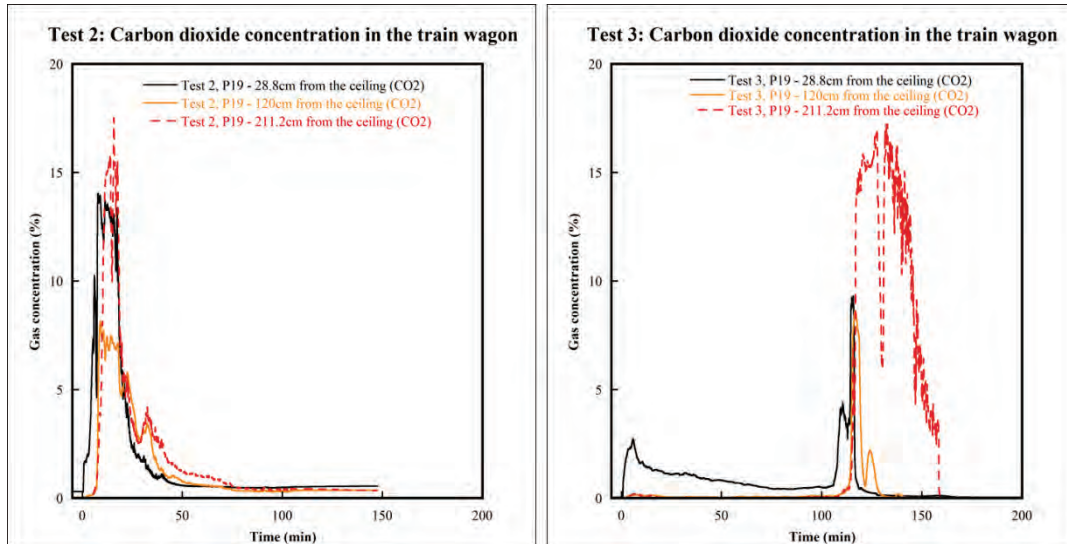 Test 2: Carbon dioxide concentration in the train wagon
20
15
10
5
0
Gas concentration (%)
Test 2, P19 - 28.8cm from the ceiling (CO2)
Test 2, P19 - 120cm from the ceiling (CO2)
Test 2, P19 - 211.2cm from the ceiling (CO2)
0 50 100 150 200
Time (min)
Test 3: Carbon dioxide concentration in the train wagon
20
15
10
5
0
Gas concentration (%)
Test 3, P19 - 28.8cm from the ceiling (CO2)
Test 3, P19 - 120cm from the ceiling (CO2)
Test 3, P19 - 211.2cm from the ceiling (CO2)
0 50 100 150 200
Time (min)